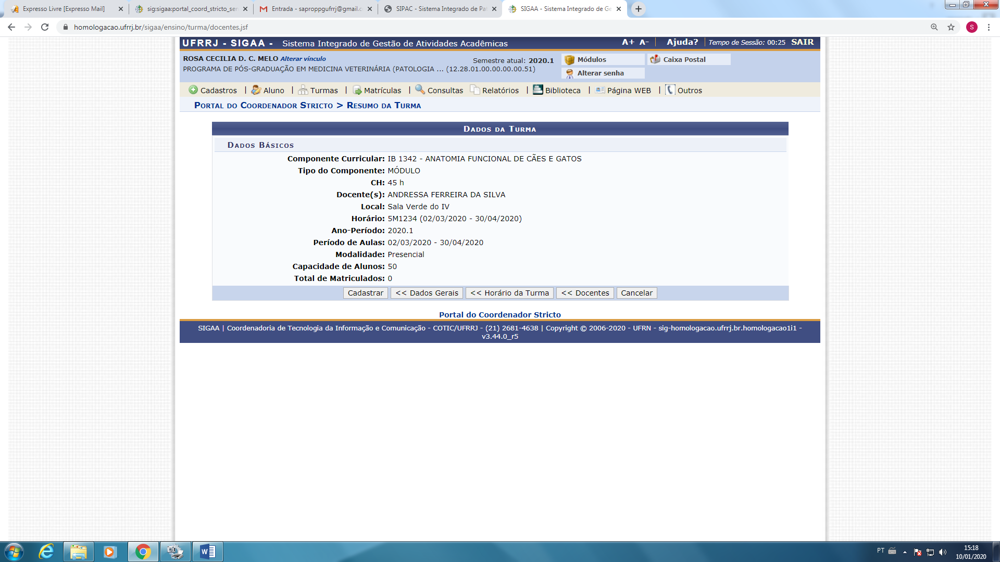 Expresso Livre [Expresso Mail]
sig:sigaa:portal_coord_stricto_ser
Entrada - saproppgufrrj@gmail.c
SIPAC - Sistema Integrado de Pa
SIGAA - Sistema Integrado de Ge
homologacao.ufrrj.br/sigaa/ensino/turma/docentes.jsf
S
UFRRJ - SIGAA - Sistema Integrado de Gestão de Atividades Acadêmicas
A+ A- Ajuda? Tempo de Sessão: 00:25 SAIR
ROSA CECILIA D. C. MELO Alterar vínculo
Semestre atual: 2020.1
PROGRAMA DE PÓS-GRADUAÇÃO EM MEDICINA VETERINÁRIA (PATOLOGIA ... (12.28.01.00.00.00.00.51)
Módulos
Caixa Postal
Alterar senha
Cadastros | Aluno | Turmas | Matrículas | Consultas Relatórios | Biblioteca | Página WEB | Outros
Portal do Coordenador Stricto > Resumo da Turma
Dados da Turma
Dados Básicos
Componente Curricular: IB 1342 - ANATOMIA FUNCIONAL DE CÃES E GATOS
Tipo do Componente: MÓDULO
CH: 45 h
Docente(s): ANDRESSA FERREIRA DA SILVA
Local: Sala Verde do IV
Horário: 5M1234 (02/03/2020 - 30/04/2020)
Ano-Período: 2020.1
Período de Aulas: 02/03/2020 - 30/04/2020
Modalidade: Presencial
Capacidade de Alunos: 50
Total de Matriculados: 0
Cadastrar << Dados Gerais << Horário da Turma << Docentes Cancelar
Portal do Coordenador Stricto
SIGAA | Coordenadoria de Tecnologia da Informação e Comunicação - COTIC/UFRRJ - (21) 2681-4638 | Copyright © 2006-2020 - UFRN - sig-homologacao.ufrrj.br.homologacao1i1 -
v3.44.0_r5
PT
15:18
10/01/2020